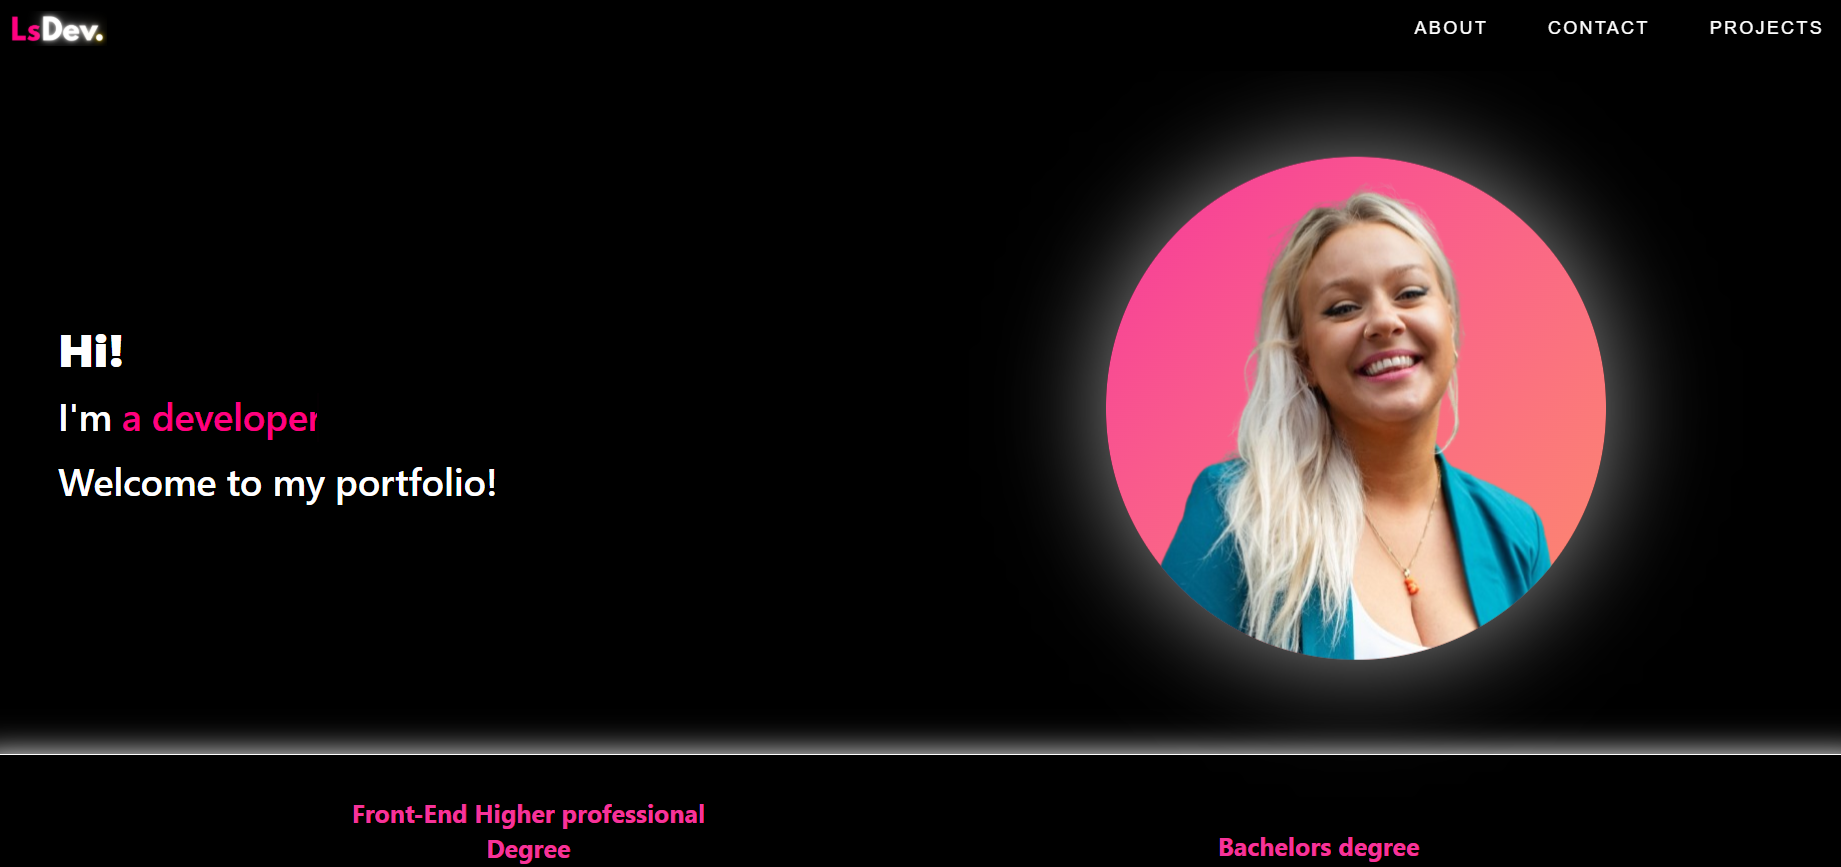 LsDev.
ABOUT
CONTACT
PROJECTS
Hi!
I'm a developer
Welcome to my portfolio!
Front-End Higher professional
Degree
Bachelors degree